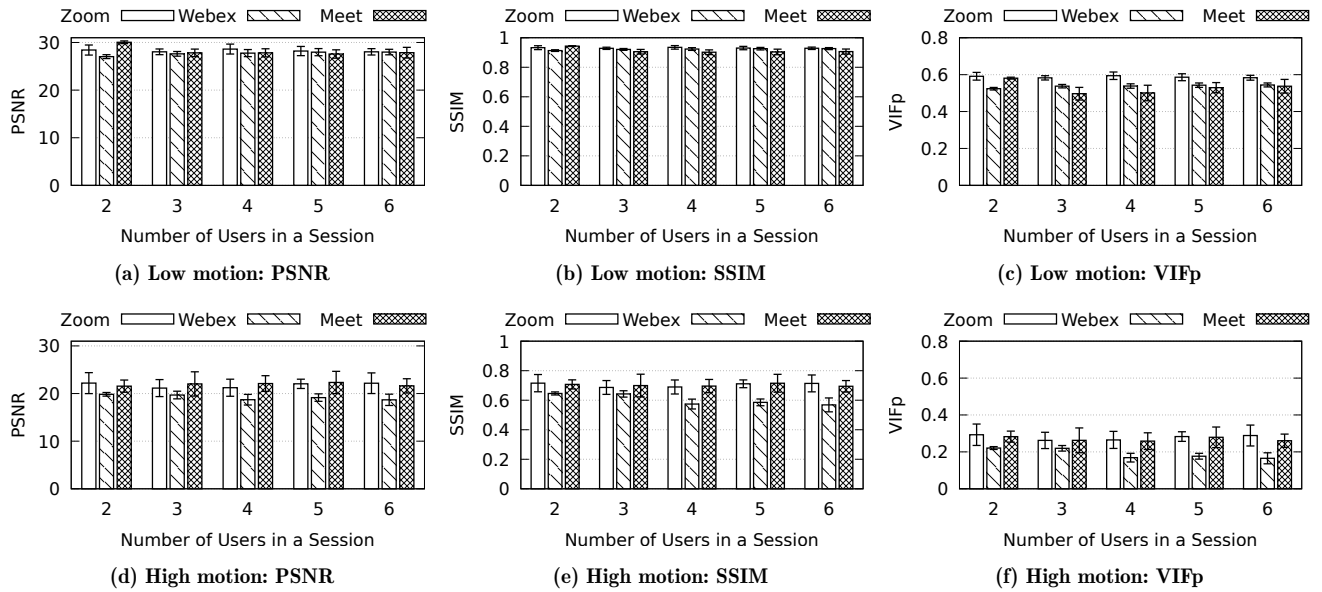 Zoom Webex Meet
30
20
10
0
PSNR
2 3 4 5 6
Number of Users in a Session
(a) Low motion: PSNR
Zoom Webex Meet
1
0.8
0.6
0.4
0.2
0
SSIM
2 3 4 5 6
Number of Users in a Session
(b) Low motion: SSIM
Zoom Webex Meet
0.8
0.6
0.4
0.2
0
VIFp
2 3 4 5 6
Number of Users in a Session
(c) Low motion: VIFp
Zoom Webex Meet
30
20
10
0
PSNR
2 3 4 5 6
Number of Users in a Session
(d) High motion: PSNR
Zoom Webex Meet
1
0.8
0.6
0.4
0.2
0
SSIM
2 3 4 5 6
Number of Users in a Session
(e) High motion: SSIM
Zoom Webex Meet
0.8
0.6
0.4
0.2
0
VIFp
2 3 4 5 6
Number of Users in a Session
(f) High motion: VIFp